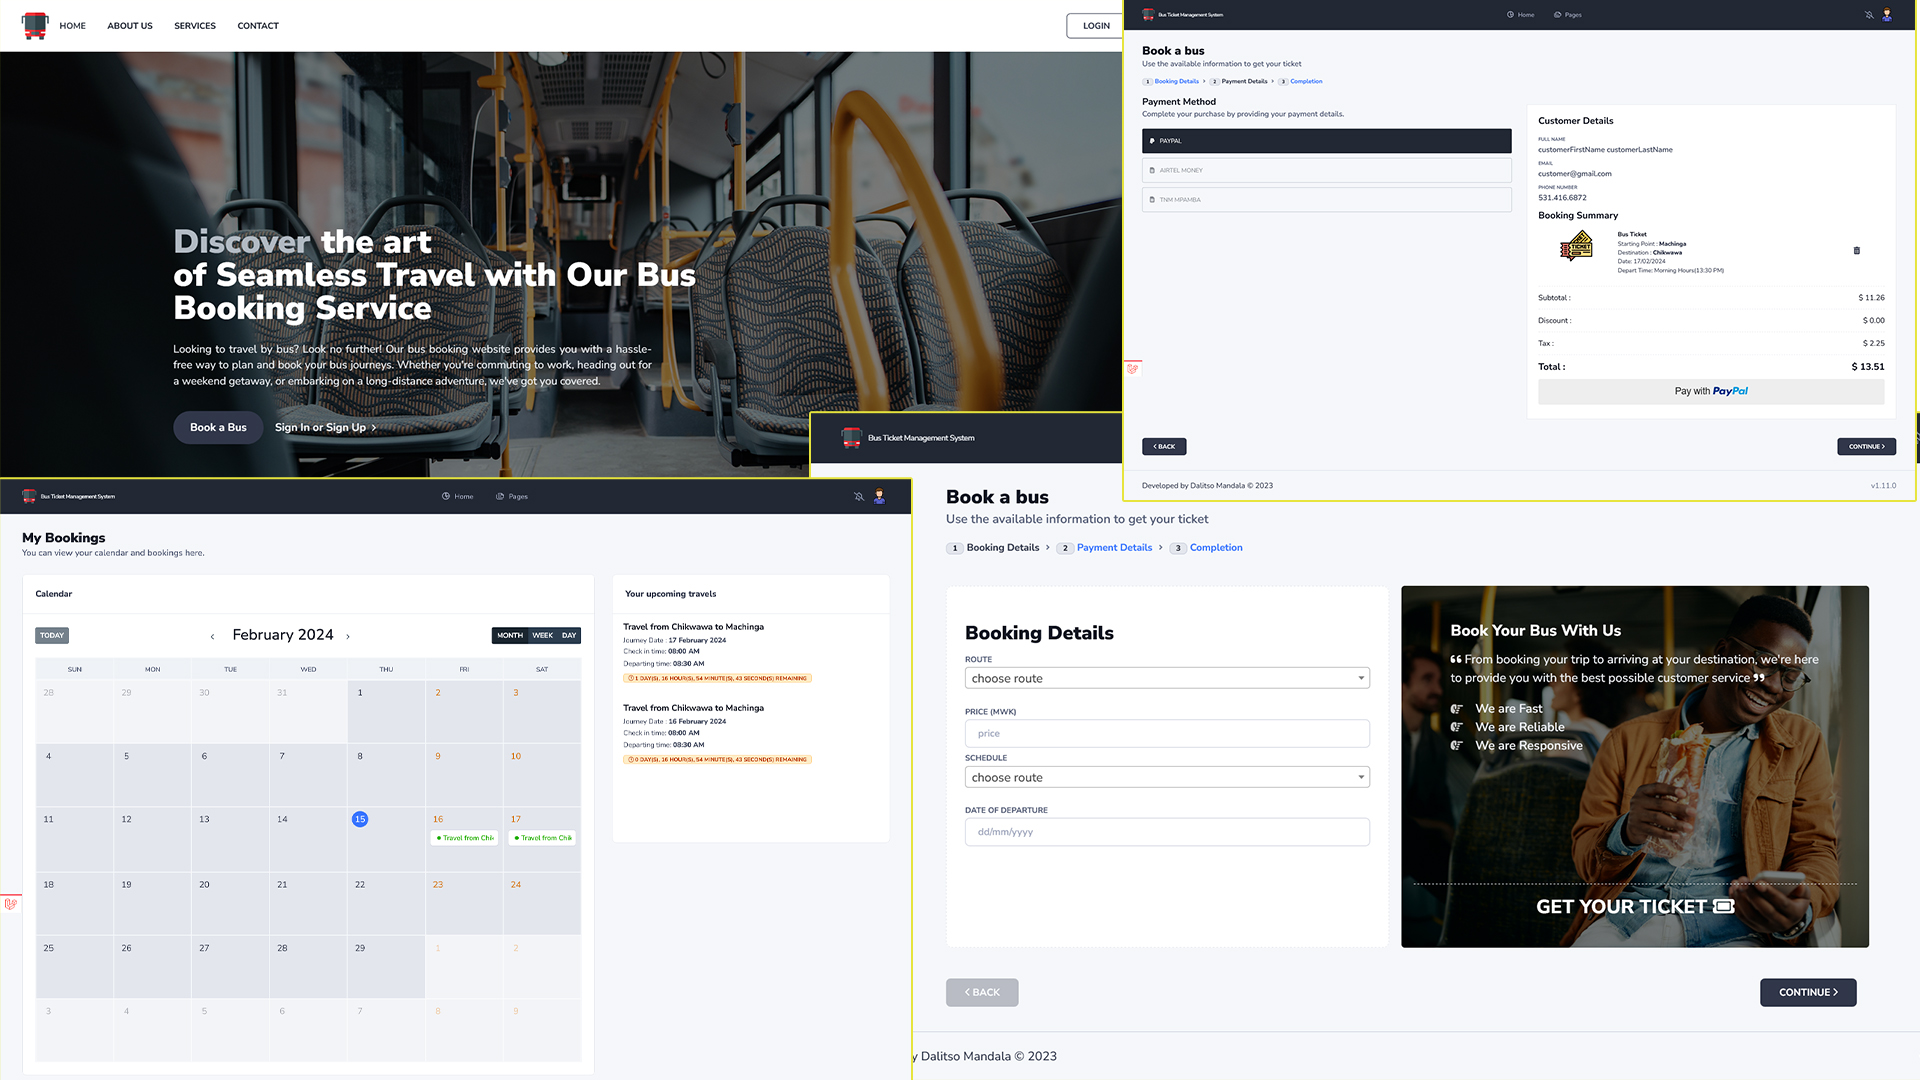 HOME
ABOUT US
SERVICES
CONTACT
LOGIN
Discover the art
of Seamless Travel with Our Bus
Booking Service
Looking to travel by bus? Look no further! Our bus booking website provides you with a hassle-
free way to plan and book your bus journeys. Whether you're commuting to work, heading out for
a weekend getaway, or embarking on a long-distance adventure, we've got you covered.
Book a Bus
Sign In or Sign Up
Bus Ticket Management System
Home
Pages
Book a bus
Use the available information to get your ticket
1 Booking Details > 2 Payment Details > 3 Completion
Payment Method
Complete your purchase by providing your payment details.
PAYPAL
AIRTEL MONEY
TNM MPAMBA
Customer Details
FULL NAME
customerFirstName customerLastName
EMAIL
customer@gmail.com
PHONE NUMBER
531.416.6872
Booking Summary
TICKET
Bus Ticket
Starting Point : Machinga
Destination : Chikwawa
Date: 17/02/2024
Depart Time: Morning Hours(13:30 PM)
Subtotal : $ 11.26
Discount : $ 0.00
Tax : $ 2.25
Total : $ 13.51
Pay with PayPal
< BACK
CONTINUE >
Developed by Dalitso Mandala © 2023
v1.11.0
Bus Ticket Management System
Home
Pages
My Bookings
You can view your calendar and bookings here.
Calendar
TODAY
February 2024
MONTH WEEK DAY
SUN MON TUE WED THU FRI SAT
28 29 30 31 1 2 3
4 5 6 7 8 9 10
11 12 13 14 15 16 17
Travel from Chik
Travel from Chik
18 19 20 21 22 23 24
25 26 27 28 29 1 2
3 4 5 6 7 8 9
Your upcoming travels
Travel from Chikwawa to Machinga
Journey Date : 17 February 2024
Check in time: 08:00 AM
Departing time: 08:30 AM
1 DAY(S), 16 HOUR(S), 54 MINUTE(S), 43 SECOND(S) REMAINING
Travel from Chikwawa to Machinga
Journey Date : 16 February 2024
Check in time: 08:00 AM
Departing time: 08:30 AM
0 DAY(S), 16 HOUR(S), 54 MINUTE(S), 43 SECOND(S) REMAINING
Bus Ticket Management System
Book a bus
Use the available information to get your ticket
1 Booking Details > 2 Payment Details > 3 Completion
Booking Details
ROUTE
choose route
PRICE (MWK)
price
SCHEDULE
choose route
DATE OF DEPARTURE
dd/mm/yyyy
Book Your Bus With Us
❝ From booking your trip to arriving at your destination, we're here
to provide you with the best possible customer service ❞
We are Fast
We are Reliable
We are Responsive
GET YOUR TICKET
< BACK
CONTINUE >
y Dalitso Mandala © 2023